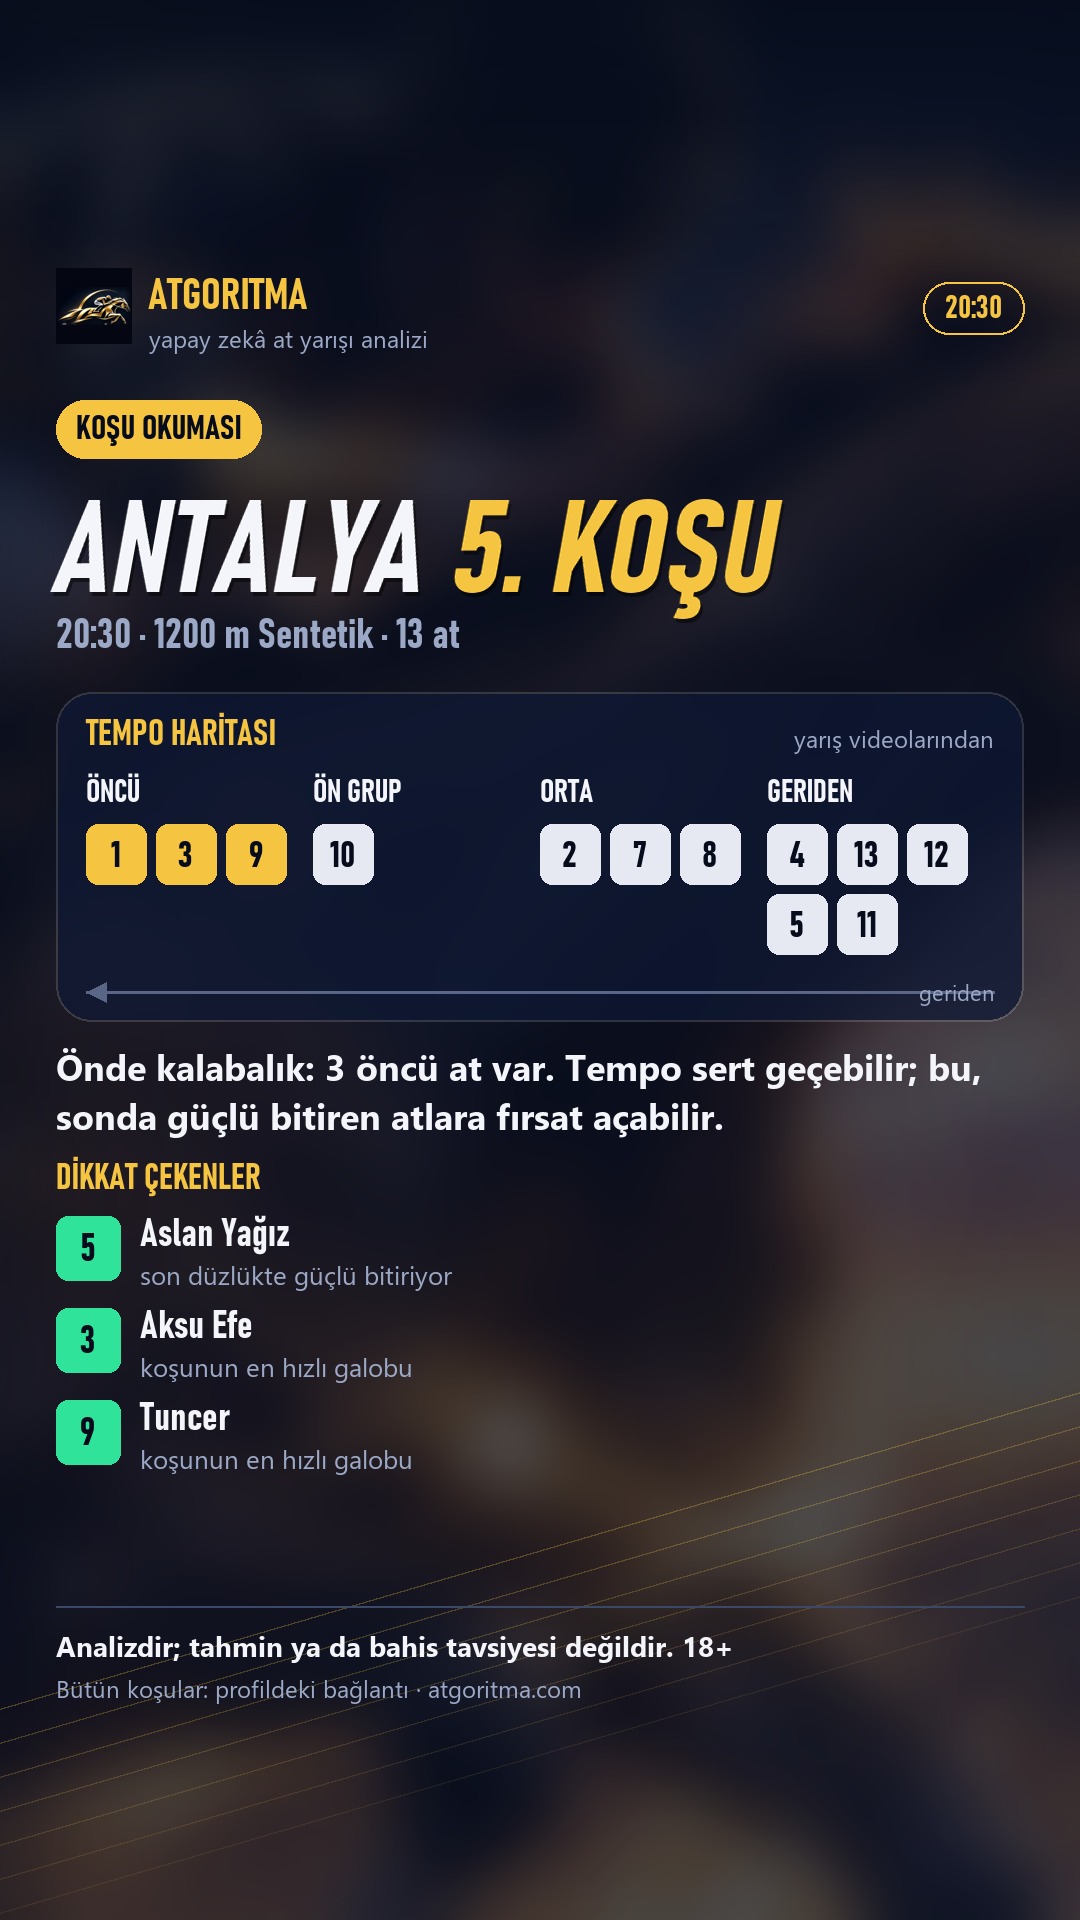 ATGORITMA
yapay zekâ at yarışı analizi
20:30
KOŞU OKUMASI
ANTALYA 5. KOŞU
20:30 · 1200 m Sentetik · 13 at
TEMPO HARİTASI
yarış videolarından
ÖNCÜ ÖN GRUP ORTA GERIDEN
1 3 9 10 2 7 8 4 13 12
5 11
geriden
Önde kalabalık: 3 öncü at var. Tempo sert geçebilir; bu,
sonda güçlü bitiren atlara fırsat açabilir.
DİKKAT ÇEKENLER
5 Aslan Yağız
son düzlükte güçlü bitiriyor
3 Aksu Efe
koşunun en hızlı galobu
9 Tuncer
koşunun en hızlı galobu
Analizdir; tahmin ya da bahis tavsiyesi değildir. 18+
Bütün koşular: profildeki bağlantı · atgoritma.com